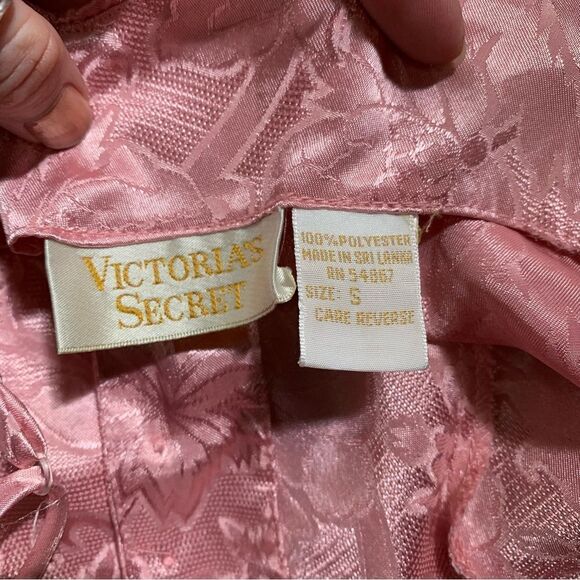 VICTORIA'S
SECRET
100% POLYESTER
MADE IN SRI LANKA
RN 54867
SIZE: S
CARE REVERSE